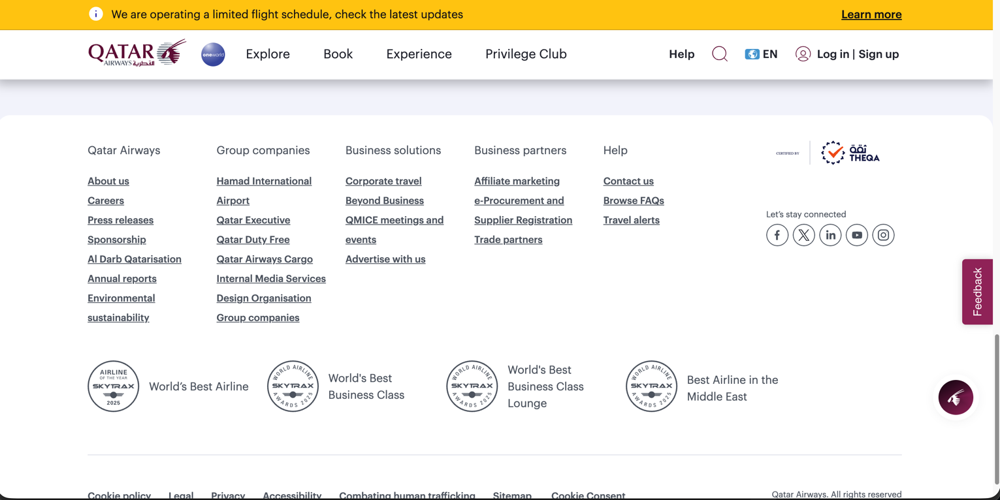 We are operating a limited flight schedule, check the latest updates
Learn more
QATAR
AIRWAYS القطرية
oneworld
Explore
Book
Experience
Privilege Club
Help
EN
Log in | Sign up
Qatar Airways
About us
Careers
Press releases
Sponsorship
Al Darb Qatarisation
Annual reports
Environmental
sustainability
Group companies
Hamad International
Airport
Qatar Executive
Qatar Duty Free
Qatar Airways Cargo
Internal Media Services
Design Organisation
Group companies
Business solutions
Corporate travel
Beyond Business
QMICE meetings and
events
Advertise with us
Business partners
Affiliate marketing
e-Procurement and
Supplier Registration
Trade partners
Help
Contact us
Browse FAQs
Travel alerts
CERTIFIED BY
ثقة
THEQA
Let's stay connected
Feedback
AIRLINE
OF THE YEAR
SKYTRAX
2025
World's Best Airline
WORLD AIRLINE
SKYTRAX
AWARDS 2025
World's Best
Business Class
WORLD AIRLINE
SKYTRAX
AWARDS 2025
World's Best
Business Class
Lounge
WORLD AIRLINE
SKYTRAX
AWARDS 2025
Best Airline in the
Middle East
Cookie policy
Legal
Privacy
Accessibility
Combating human trafficking
Sitemap
Cookie Consent
Qatar Airways. All rights reserved